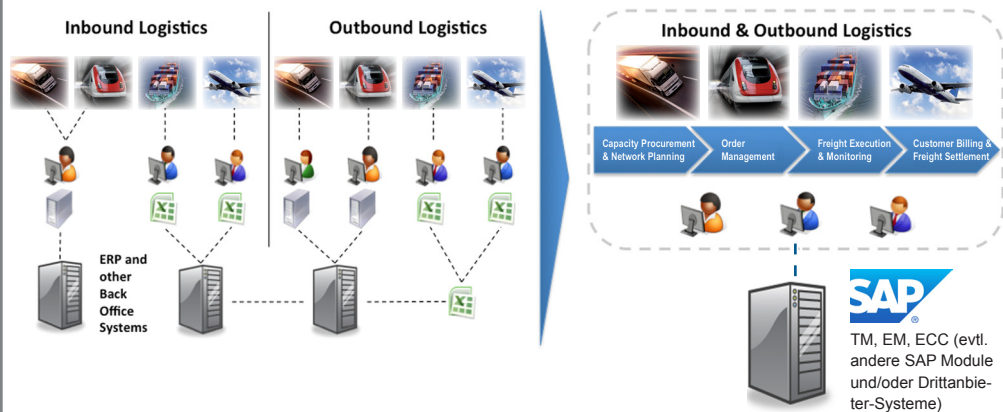 Inbound Logistics
Outbound Logistics
ERP and
other
Back
Office
Systems
Inbound & Outbound Logistics
Capacity Procurement
& Network Planning
Order
Management
Freight Execution
& Monitoring
Customer Billing &
Freight Settlement
SAP
®
TM, EM, ECC (evtl.
andere SAP Module
und/oder Drittanbie-
ter-Systeme)